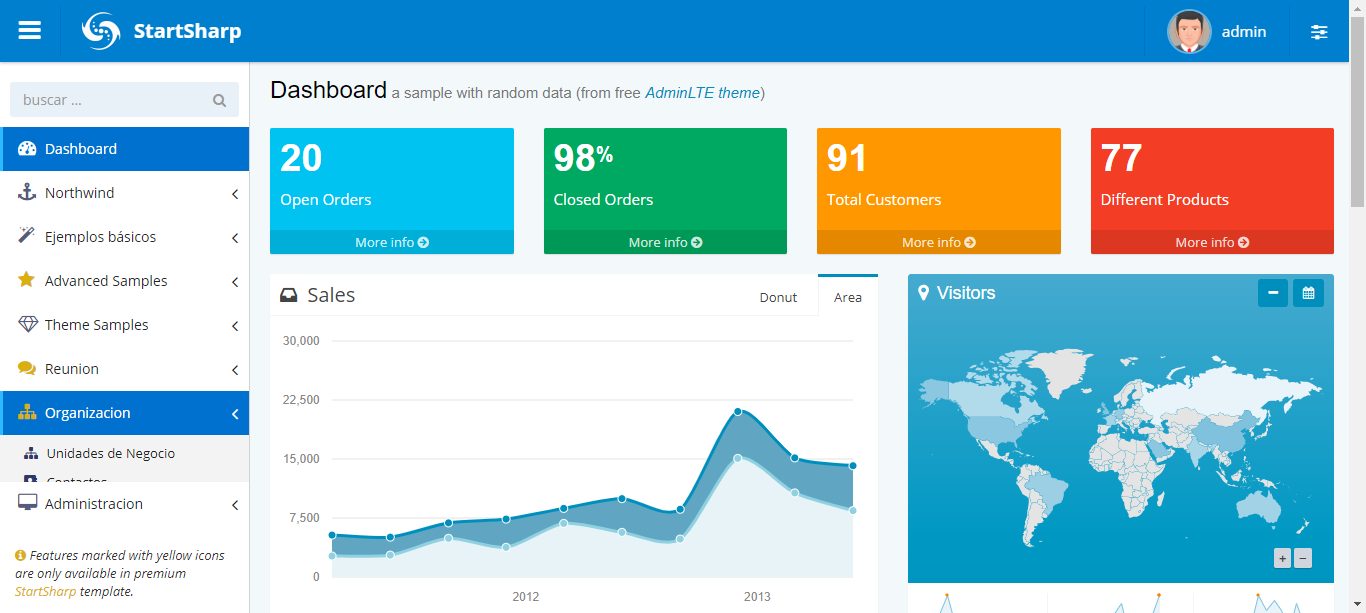 StartSharp
admin
buscar ...
Dashboard
Northwind
Ejemplos básicos
Advanced Samples
Theme Samples
Reunion
Organizacion
Unidades de Negocio
Contactos
Administracion
Features marked with yellow icons
are only available in premium
StartSharp template.
Dashboard a sample with random data (from free AdminLTE theme)
20
Open Orders
More info
98%
Closed Orders
More info
91
Total Customers
More info
77
Different Products
More info
Sales
Donut
Area
30,000
22,500
15,000
7,500
0
2012
2013
Visitors
+
−